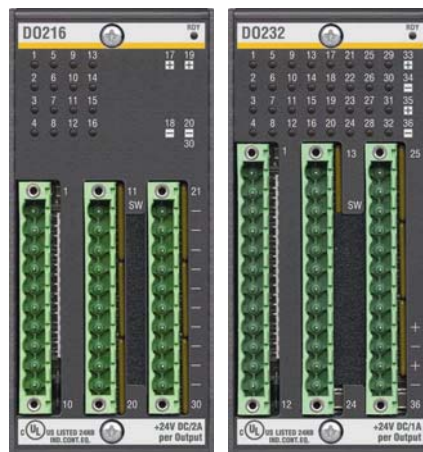 DO216
RDY
1 5 9 13 17 19
+ +
2 6 10 14
3 7 11 15
4 8 12 16 18 20
- -
30
1 11 21
SW
10 20 30
c UL US LISTED 24KB
IND.CONT.EQ.
+24V DC/2A
per Output
DO232
RDY
1 5 9 13 17 21 25 29 33
+
2 6 10 14 18 22 26 30 34
-
3 7 11 15 19 23 27 31 35
+
4 8 12 16 20 24 28 32 36
-
1 13 25
SW
+
-
+
-
12 24 36
c UL US LISTED 24KB
IND.CONT.EQ.
+24V DC/1A
per Output